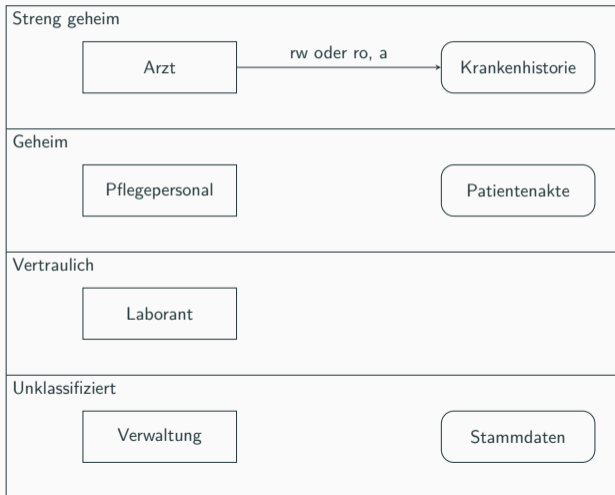 Streng geheim
Arzt
rw oder ro, a
Krankenhistorie
Geheim
Pflegepersonal
Patientenakte
Vertraulich
Laborant
Unklassifiziert
Verwaltung
Stammdaten